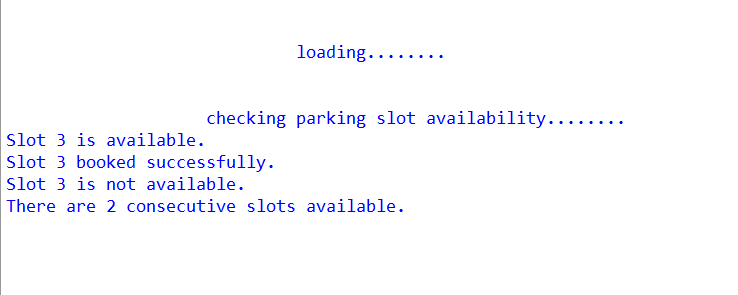 loading........
checking parking slot availability........
Slot 3 is available.
Slot 3 booked successfully.
Slot 3 is not available.
There are 2 consecutive slots available.